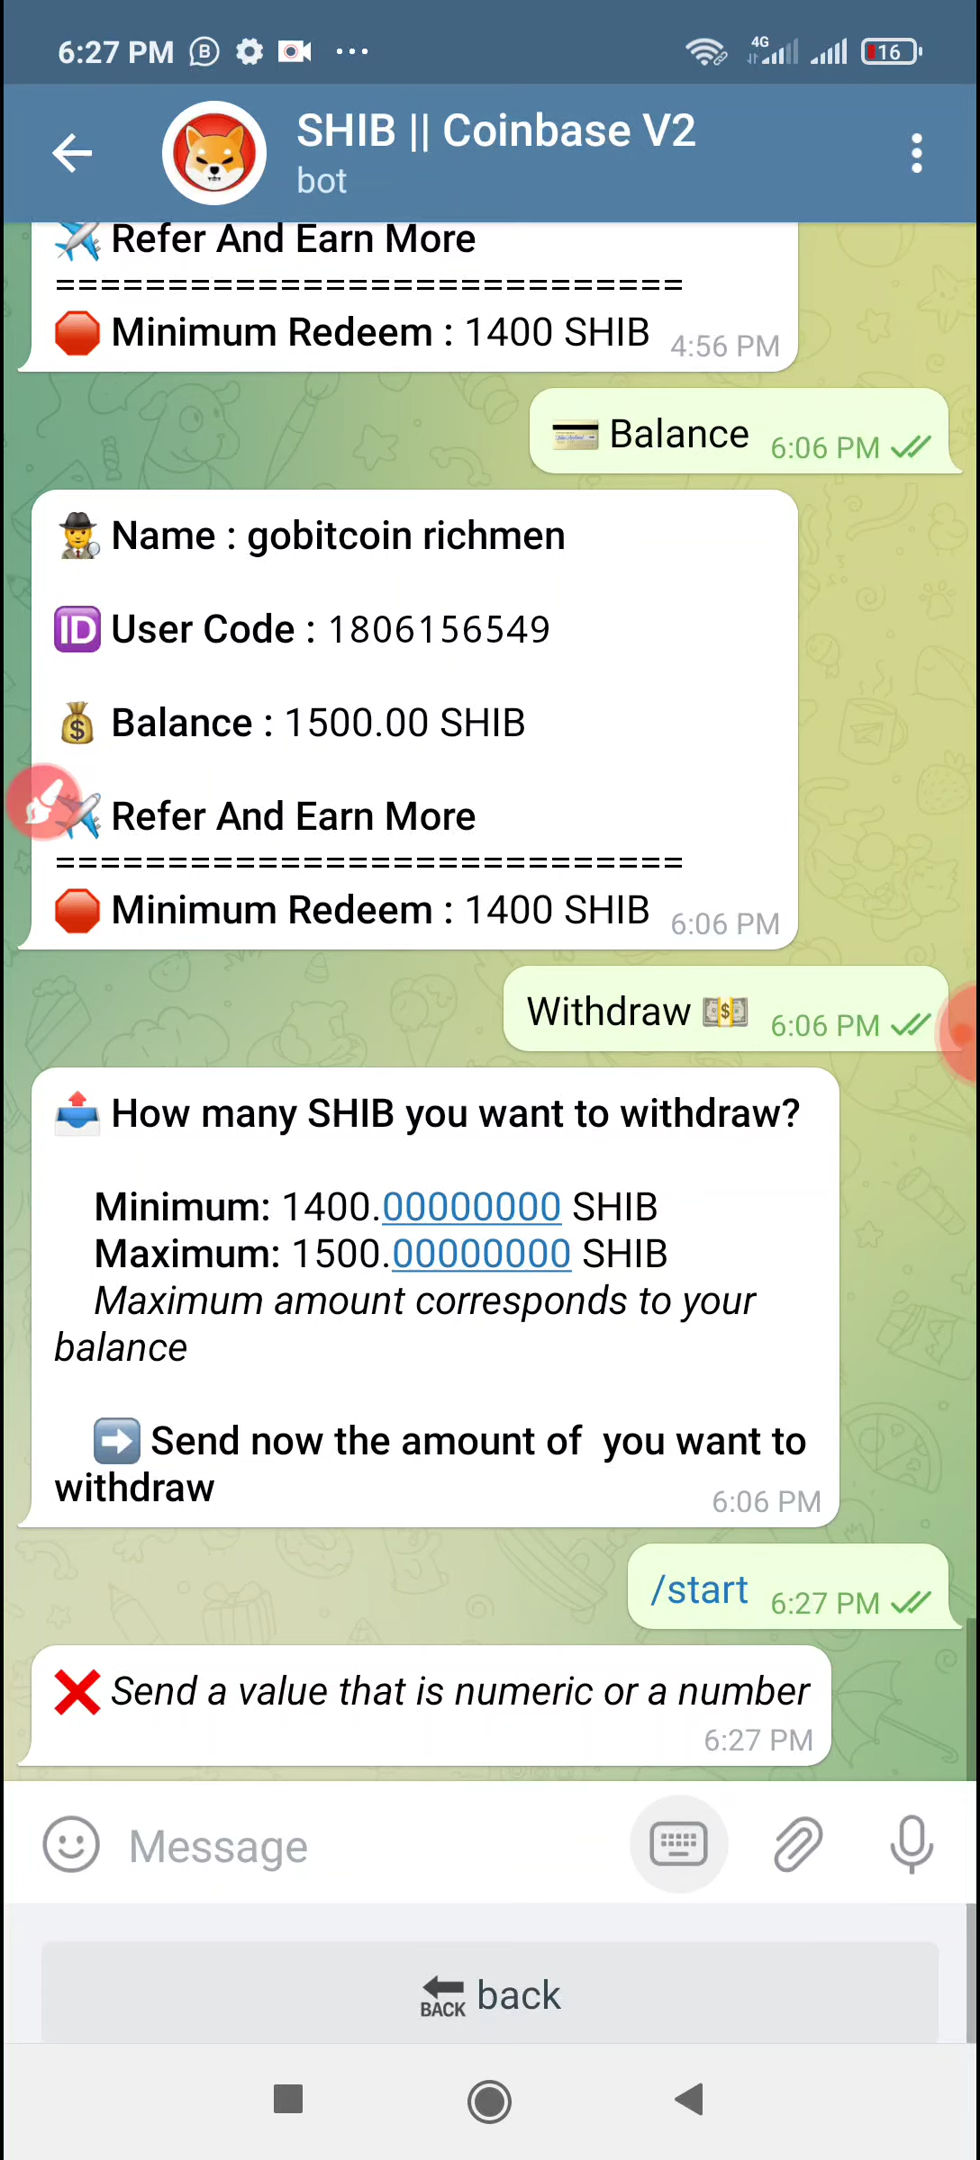 6:27 PM
4G
16
SHIB || Coinbase V2
bot
Refer And Earn More
============================
Minimum Redeem : 1400 SHIB 4:56 PM
Balance 6:06 PM
Name : gobitcoin richmen
ID User Code : 1806156549
Balance : 1500.00 SHIB
Refer And Earn More
============================
Minimum Redeem : 1400 SHIB 6:06 PM
Withdraw 6:06 PM
How many SHIB you want to withdraw?
Minimum: 1400.00000000 SHIB
Maximum: 1500.00000000 SHIB
Maximum amount corresponds to your
balance
Send now the amount of  you want to
withdraw
6:06 PM
/start 6:27 PM
Send a value that is numeric or a number
6:27 PM
Message
BACK back